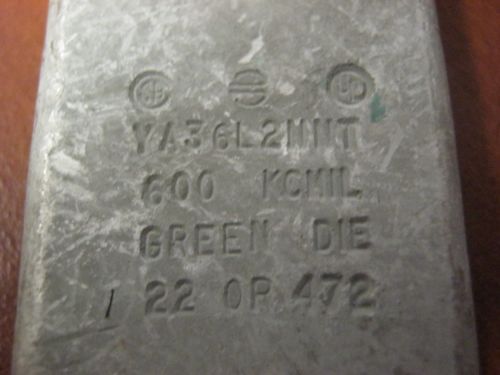 YA36L2NNT
600 KCMIL
GREEN DIE
22 OR 472